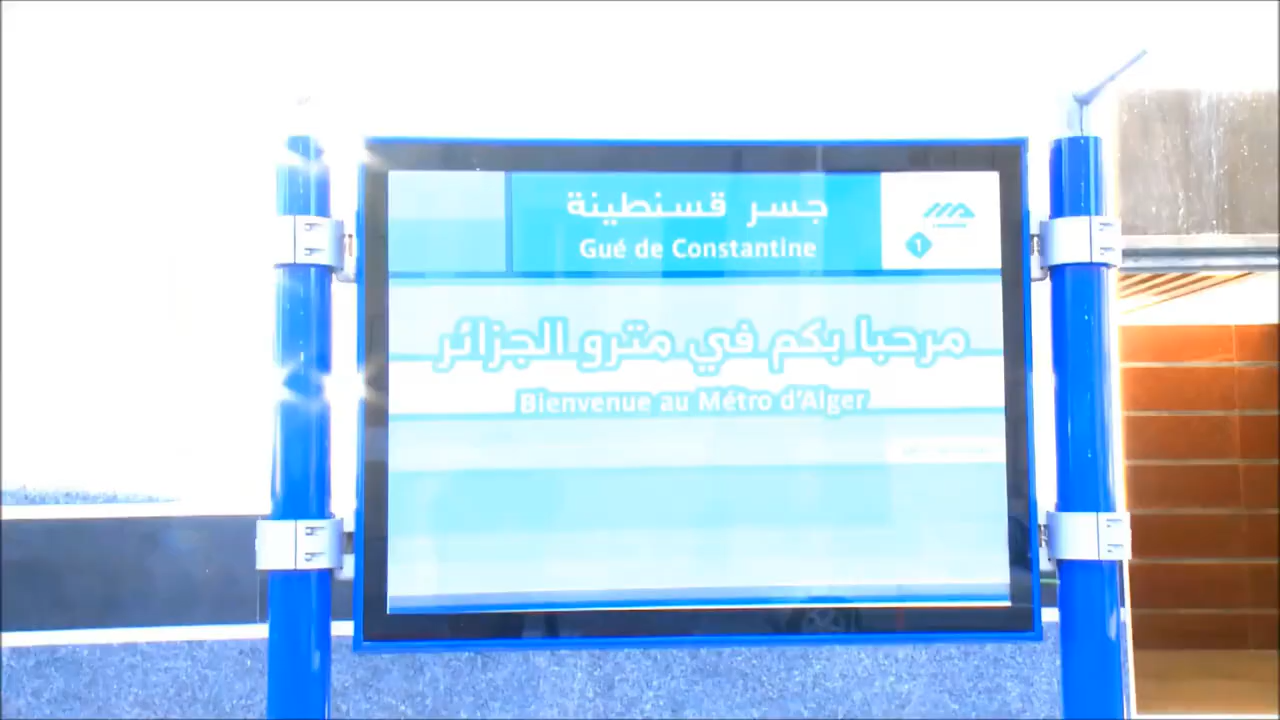 جسر قسنطينة
Gué de Constantine
1
مرحبا بكم في مترو الجزائر
Bienvenue au Métro d'Alger